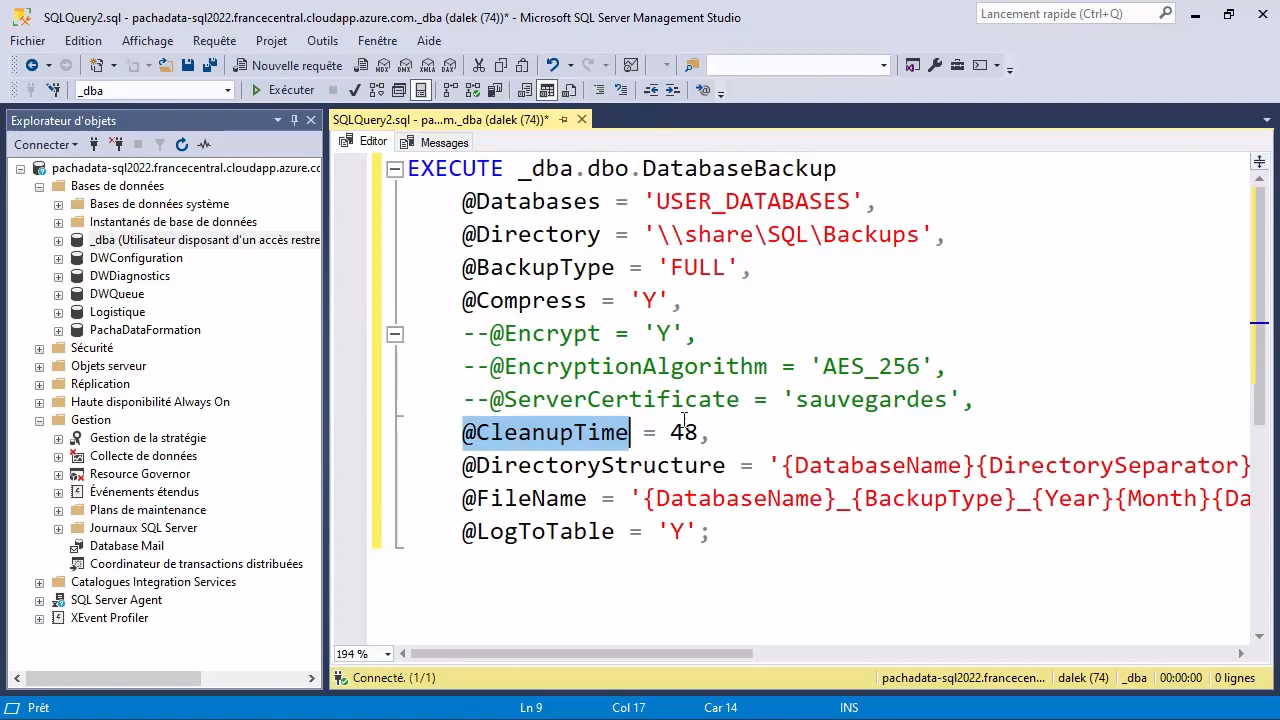 SQLQuery2.sql - pachadata-sql2022.francecentral.cloudapp.azure.com._dba (dalek (74))* - Microsoft SQL Server Management Studio
Lancement rapide (Ctrl+Q)
Fichier Edition Affichage Requête Projet Outils Fenêtre Aide
Nouvelle requête MDX DMX XMLA DAX
_dba Exécuter
Explorateur d'objets
Connecter
pachadata-sql2022.francecentral.cloudapp.azure.co
Bases de données
Bases de données système
Instantanés de base de données
_dba (Utilisateur disposant d'un accès restre
DWConfiguration
DWDiagnostics
DWQueue
Logistique
PachaDataFormation
Sécurité
Objets serveur
Réplication
Haute disponibilité Always On
Gestion
Gestion de la stratégie
Collecte de données
Resource Governor
Événements étendus
Plans de maintenance
Journaux SQL Server
Database Mail
Coordinateur de transactions distribuées
Catalogues Integration Services
SQL Server Agent
XEvent Profiler
SQLQuery2.sql - pa...m._dba (dalek (74))*
Editor Messages
EXECUTE _dba.dbo.DatabaseBackup
@Databases = 'USER_DATABASES',
@Directory = '\\share\SQL\Backups',
@BackupType = 'FULL',
@Compress = 'Y',
--@Encrypt = 'Y',
--@EncryptionAlgorithm = 'AES_256',
--@ServerCertificate = 'sauvegardes',
@CleanupTime = 48,
@DirectoryStructure = '{DatabaseName}{DirectorySeparator}
@FileName = '{DatabaseName}_{BackupType}_{Year}{Month}{Da
@LogToTable = 'Y';
194 %
Connecté. (1/1) pachadata-sql2022.francecen... dalek (74) _dba 00:00:00 0 lignes
Prêt Ln 9 Col 17 Car 14 INS